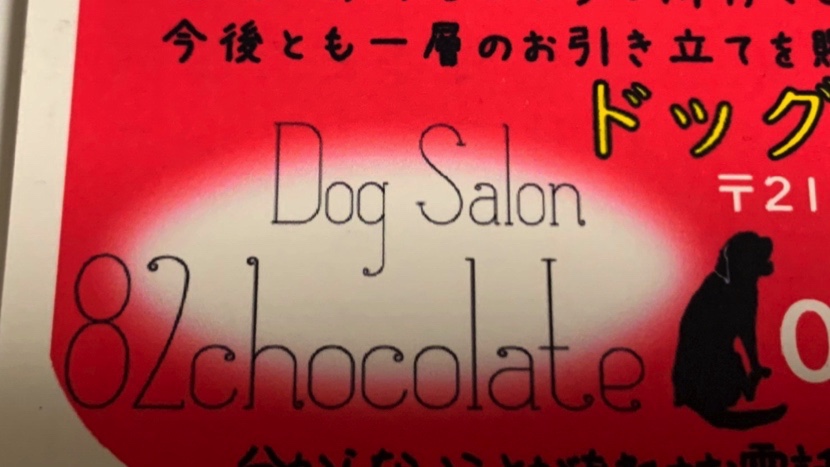 今後とも一層のお引き立てを
ドッグ
Dog Salon
〒21
82chocolate
0